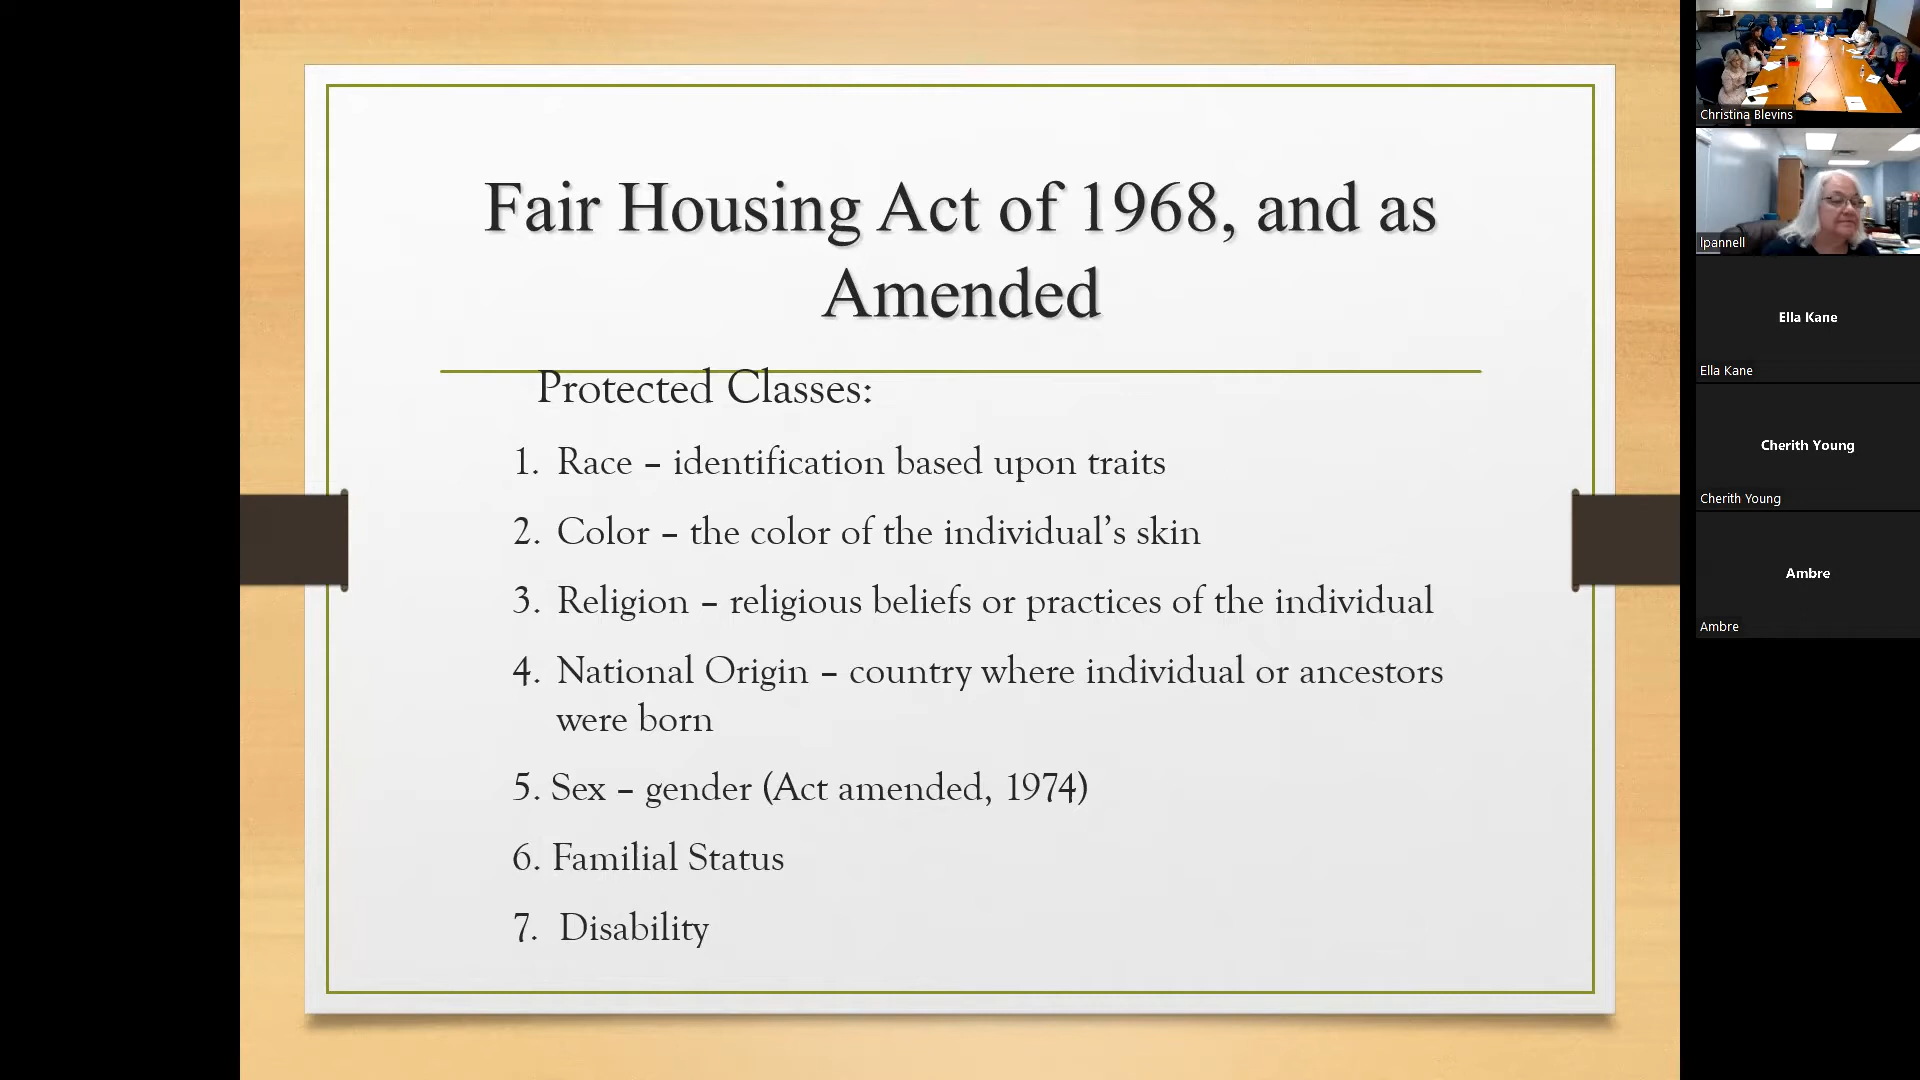 Fair Housing Act of 1968, and as
Amended
Protected Classes:
1. Race – identification based upon traits
2. Color – the color of the individual’s skin
3. Religion – religious beliefs or practices of the individual
4. National Origin – country where individual or ancestors
were born
5. Sex – gender (Act amended, 1974)
6. Familial Status
7. Disability
Christina Blevins
lpannell
Ella Kane
Ella Kane
Cherith Young
Cherith Young
Ambre
Ambre